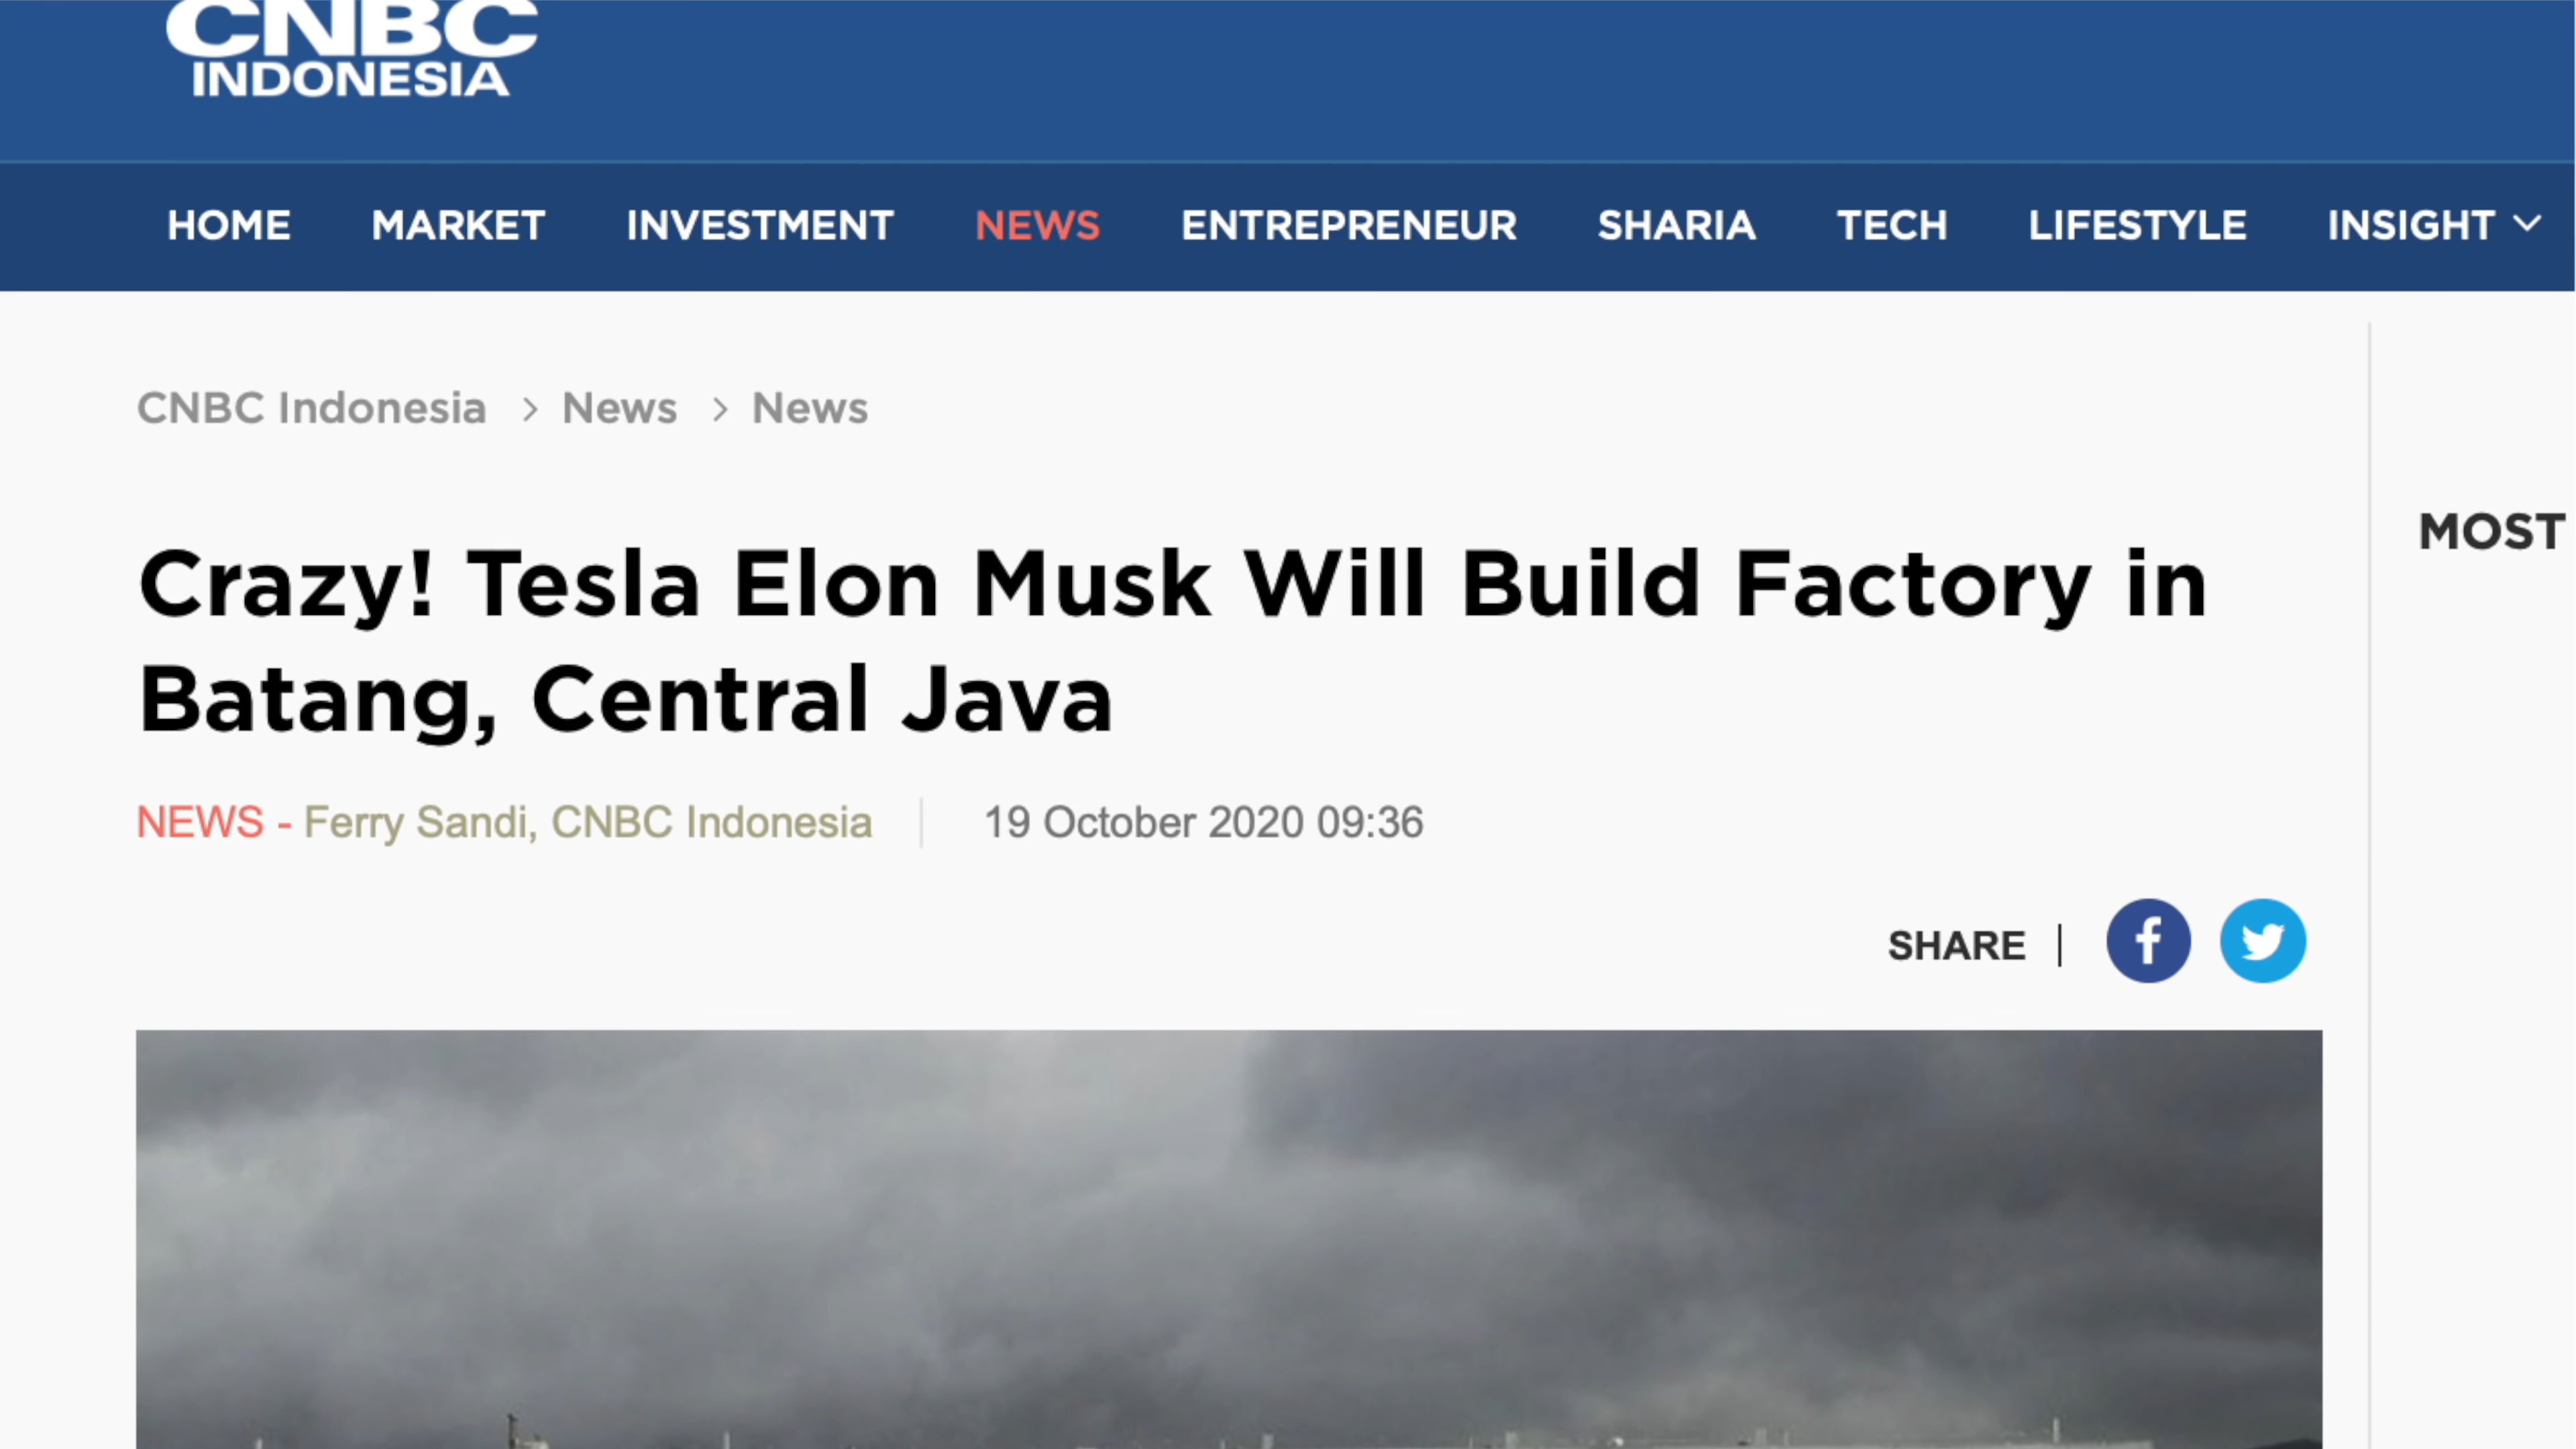 CNBC
INDONESIA
HOME MARKET INVESTMENT NEWS ENTREPRENEUR SHARIA TECH LIFESTYLE INSIGHT
CNBC Indonesia > News > News
Crazy! Tesla Elon Musk Will Build Factory in
Batang, Central Java
NEWS - Ferry Sandi, CNBC Indonesia | 19 October 2020 09:36
SHARE |
MOST